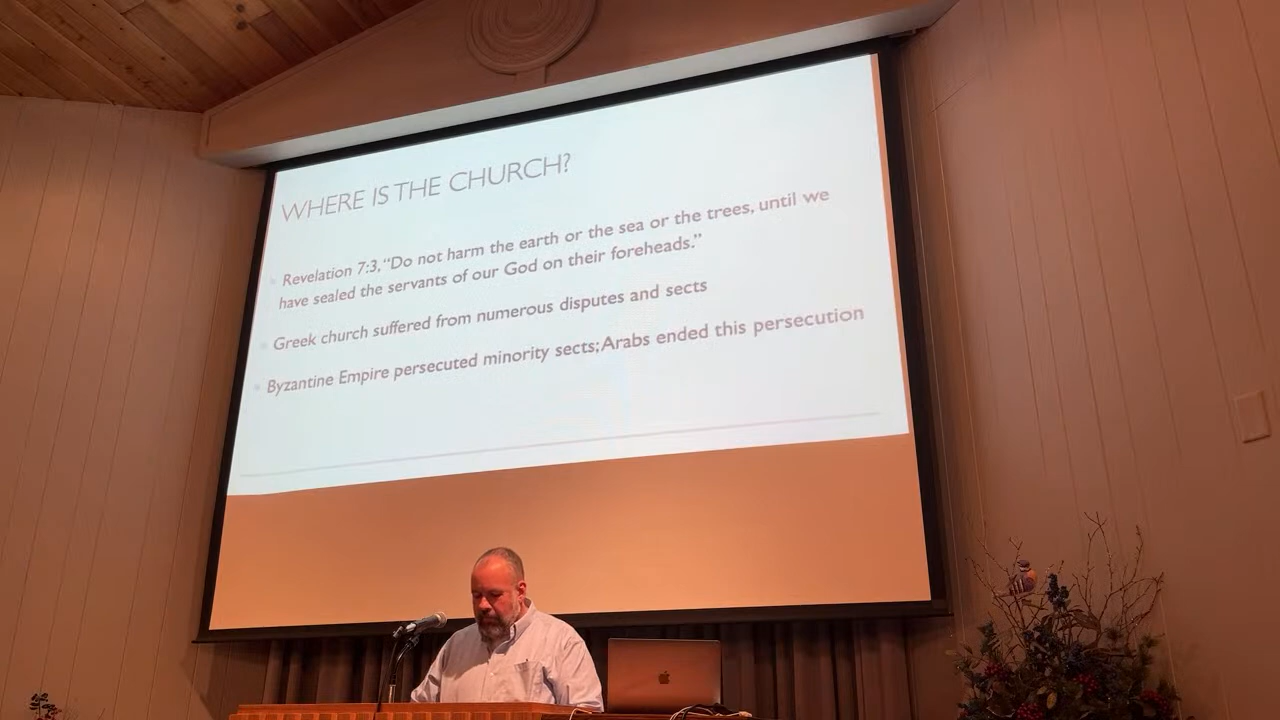 WHERE IS THE CHURCH?
Revelation 7:3, “Do not harm the earth or the sea or the trees, until we
have sealed the servants of our God on their foreheads.”
Greek church suffered from numerous disputes and sects
Byzantine Empire persecuted minority sects; Arabs ended this persecution